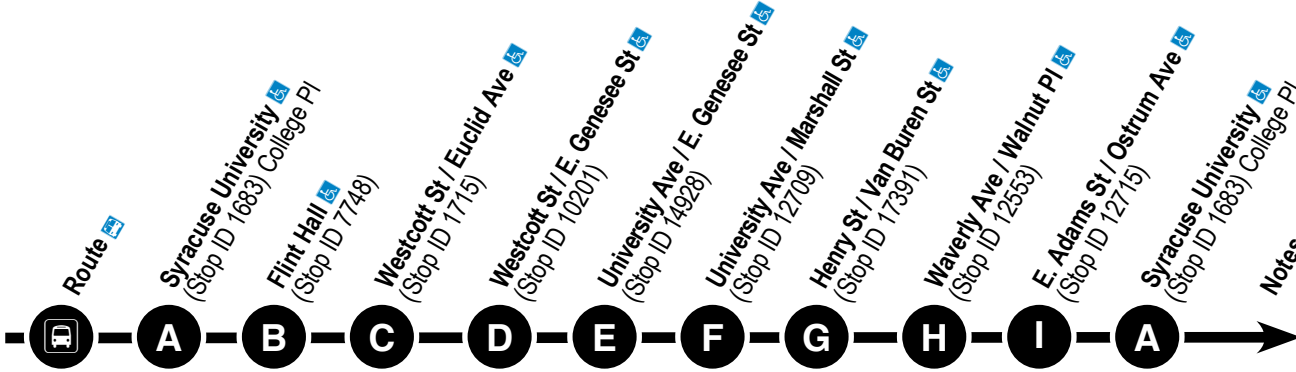 Route
Syracuse University
(Stop ID 1683) College Pl
Flint Hall
(Stop ID 7748)
Westcott St / Euclid Ave
(Stop ID 1715)
Westcott St / E. Genesee St
(Stop ID 10201)
University Ave / E. Genesee St
(Stop ID 14928)
University Ave / Marshall St
(Stop ID 12709)
Henry St / Van Buren St
(Stop ID 17391)
Waverly Ave / Walnut Pl
(Stop ID 12553)
E. Adams St / Ostrum Ave
(Stop ID 12715)
Syracuse University
(Stop ID 1683) College Pl
Notes
A B C D E F G H I A